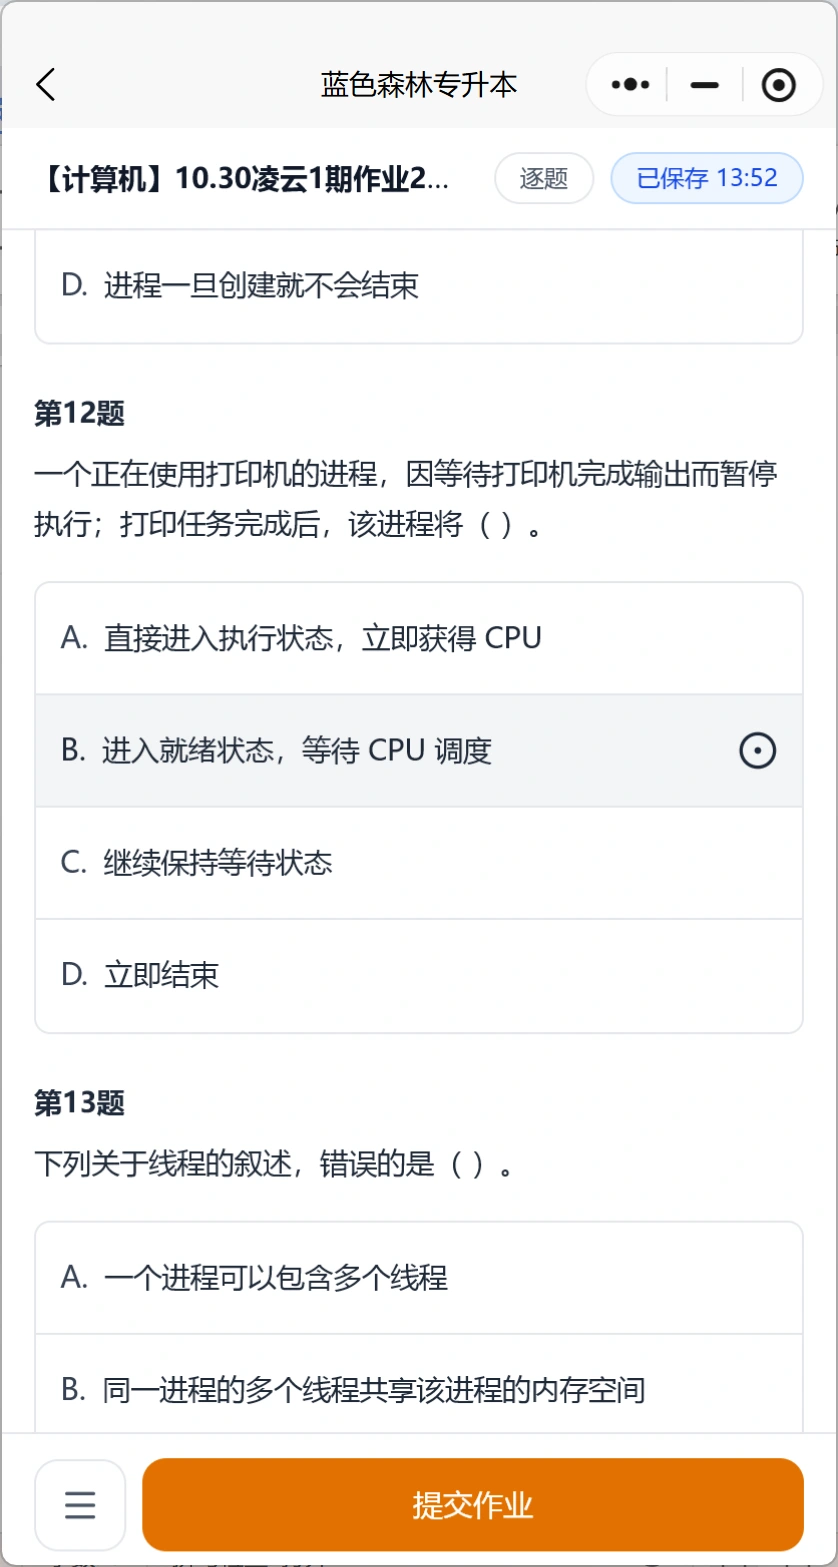 蓝色森林专升本
【计算机】10.30凌云1期作业2...
逐题
已保存 13:52
D. 进程一旦创建就不会结束
第12题
一个正在使用打印机的进程，因等待打印机完成输出而暂停
执行；打印任务完成后，该进程将（ ）。
A. 直接进入执行状态，立即获得 CPU
B. 进入就绪状态，等待 CPU 调度
C. 继续保持等待状态
D. 立即结束
第13题
下列关于线程的叙述，错误的是（ ）。
A. 一个进程可以包含多个线程
B. 同一进程的多个线程共享该进程的内存空间
提交作业